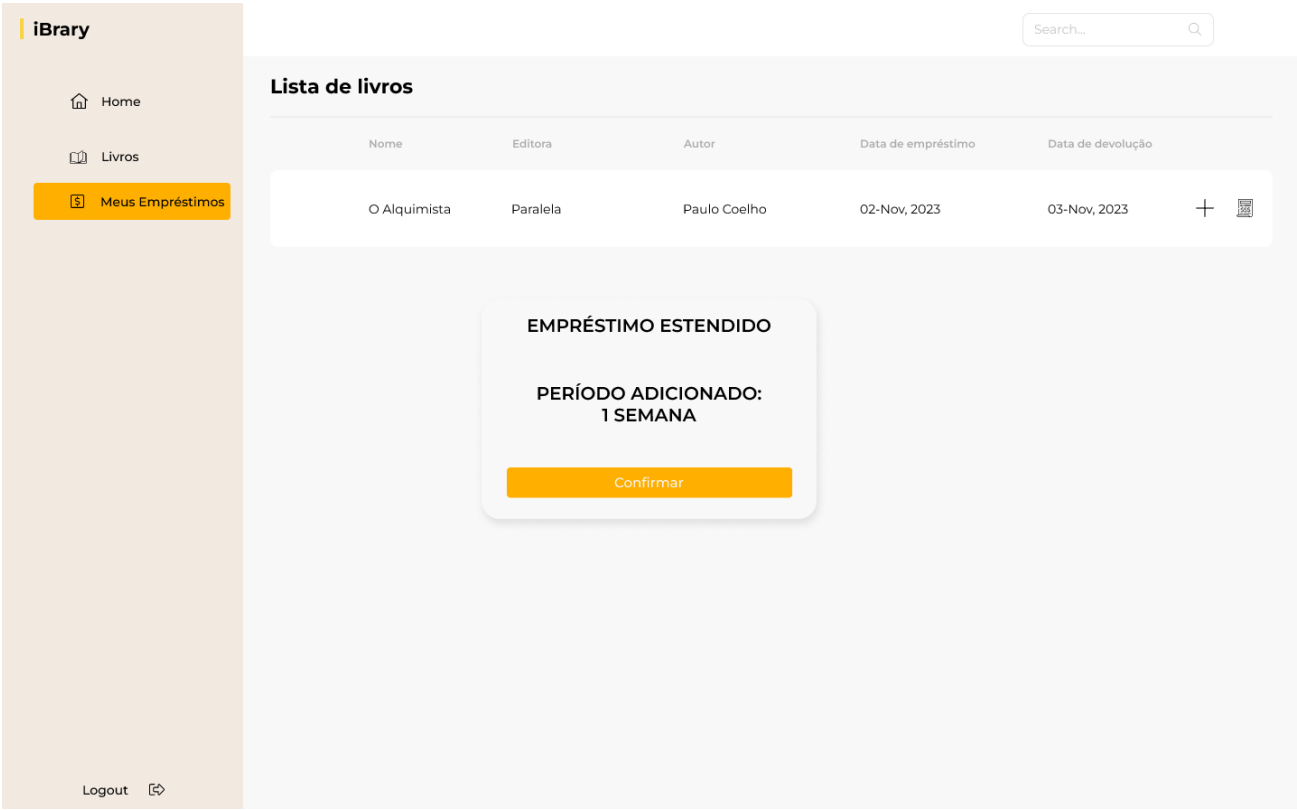 iBrary
Search...
Home
Livros
Meus Empréstimos
Lista de livros
Nome Editora Autor Data de empréstimo Data de devolução
O Alquimista Paralela Paulo Coelho 02-Nov, 2023 03-Nov, 2023
EMPRÉSTIMO ESTENDIDO
PERÍODO ADICIONADO:
1 SEMANA
Confirmar
Logout